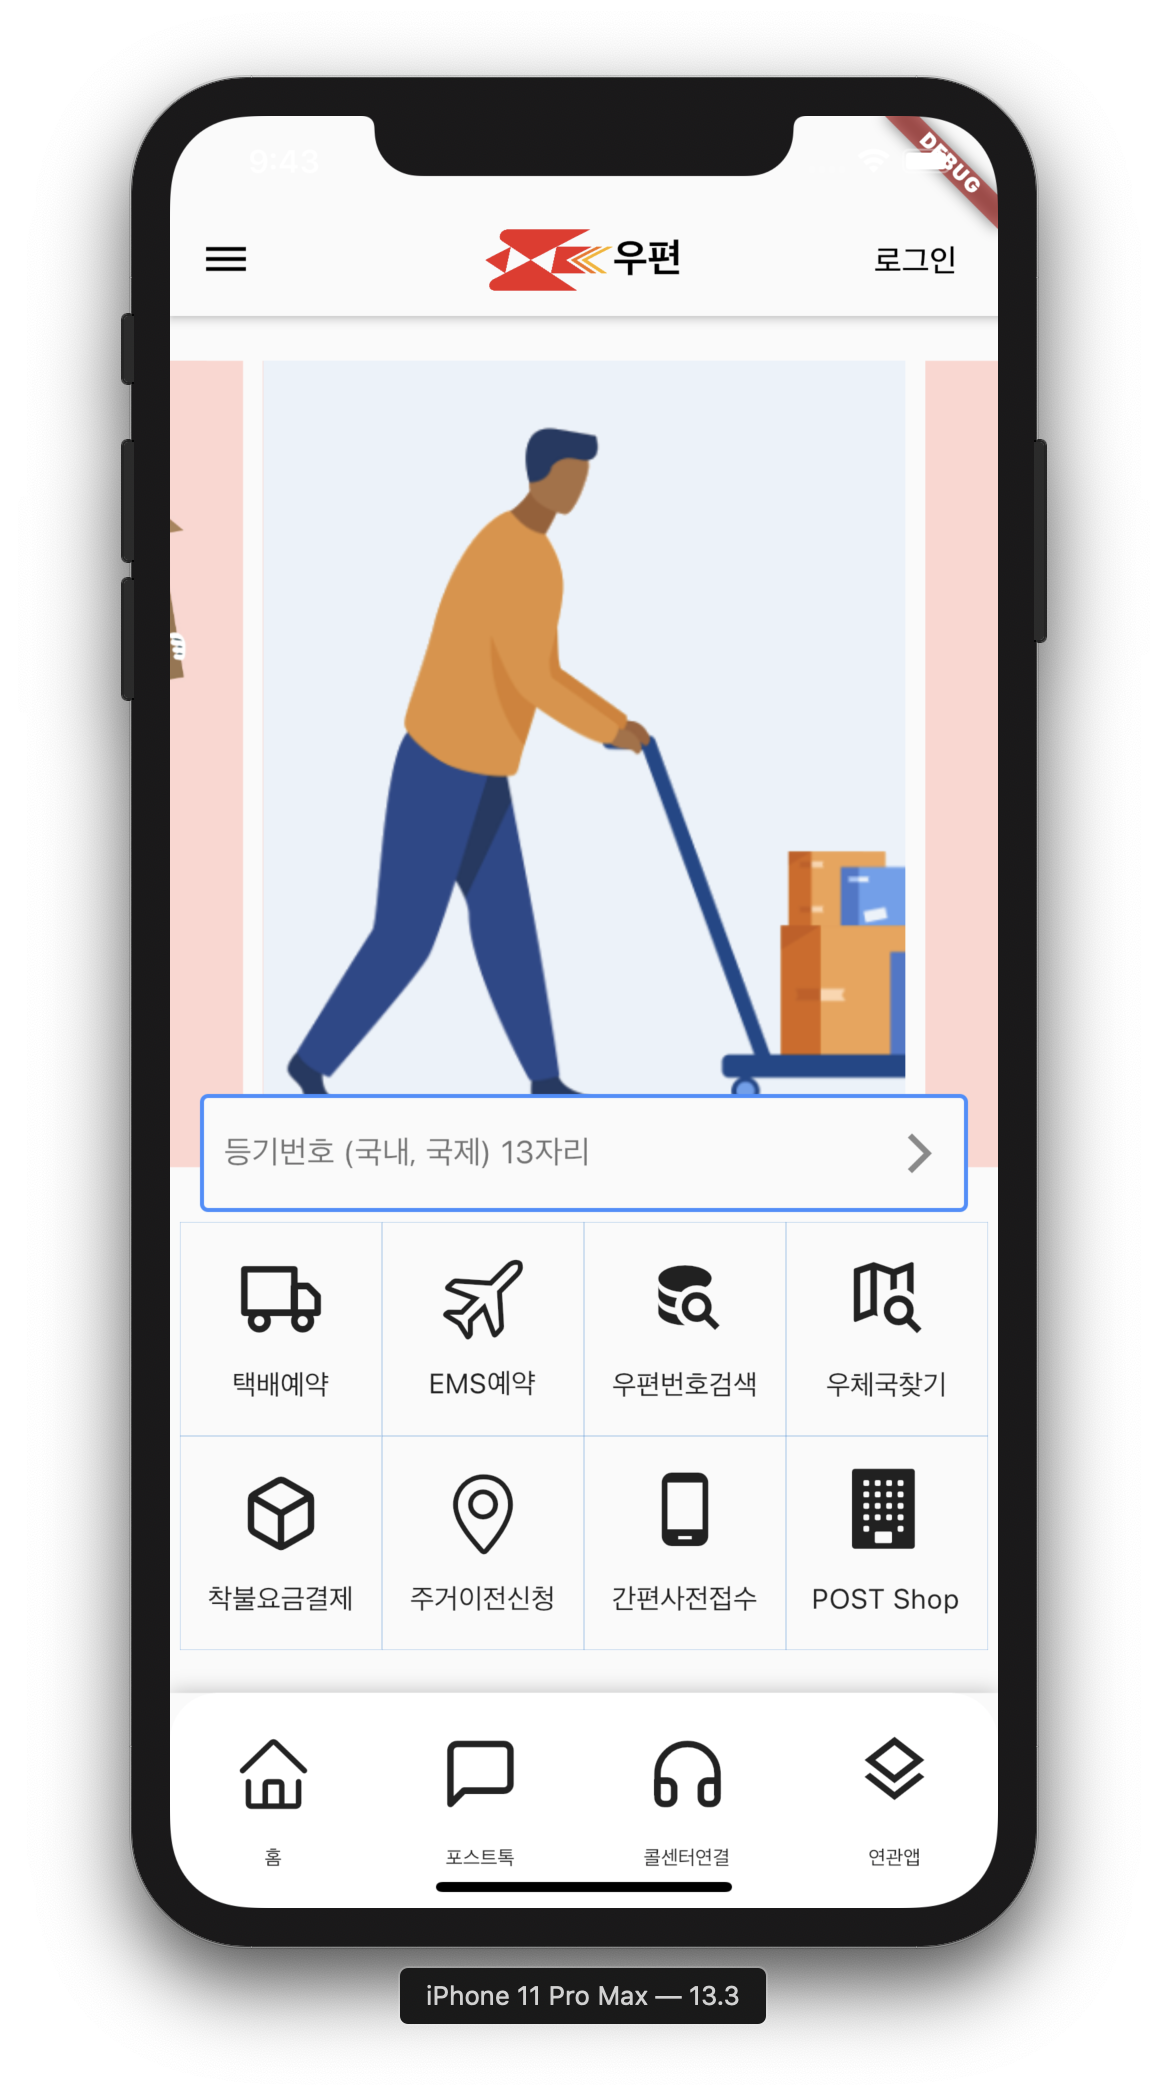 9:43
DEBUG
우편
로그인
등기번호 (국내, 국제) 13자리
택배예약
EMS예약
우편번호검색
우체국찾기
착불요금결제
주거이전신청
간편사전접수
POST Shop
홈
포스트톡
콜센터연결
연관앱
iPhone 11 Pro Max — 13.3